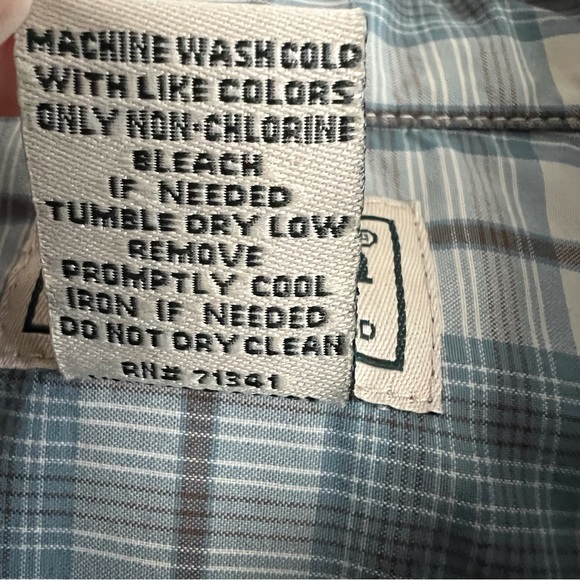 MACHINE WASH COLD
WITH LIKE COLORS
ONLY NON-CHLORINE
BLEACH
IF NEEDED
TUMBLE DRY LOW
REMOVE
PROMPTLY COOL
IRON IF NEEDED
DO NOT DRY CLEAN
RN# 71341